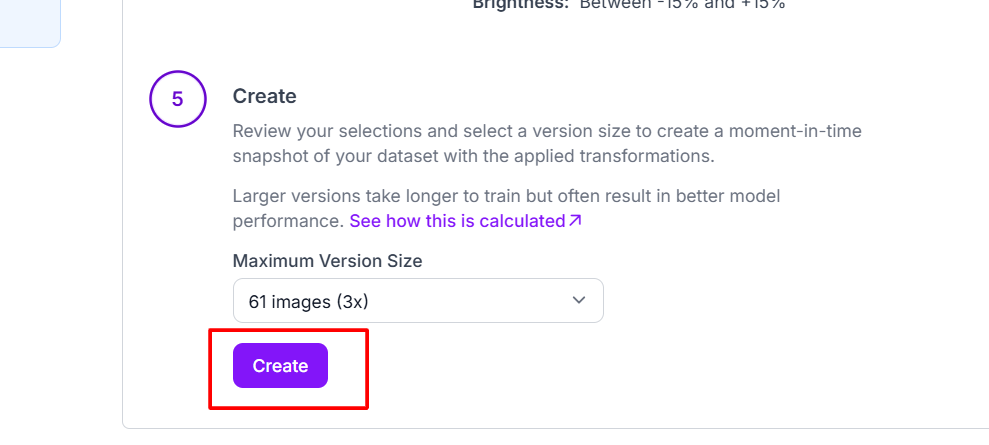 Brightness: Between -15% and +15%
5
Create
Review your selections and select a version size to create a moment-in-time
snapshot of your dataset with the applied transformations.
Larger versions take longer to train but often result in better model
performance. See how this is calculated↗
Maximum Version Size
61 images (3x)
Create